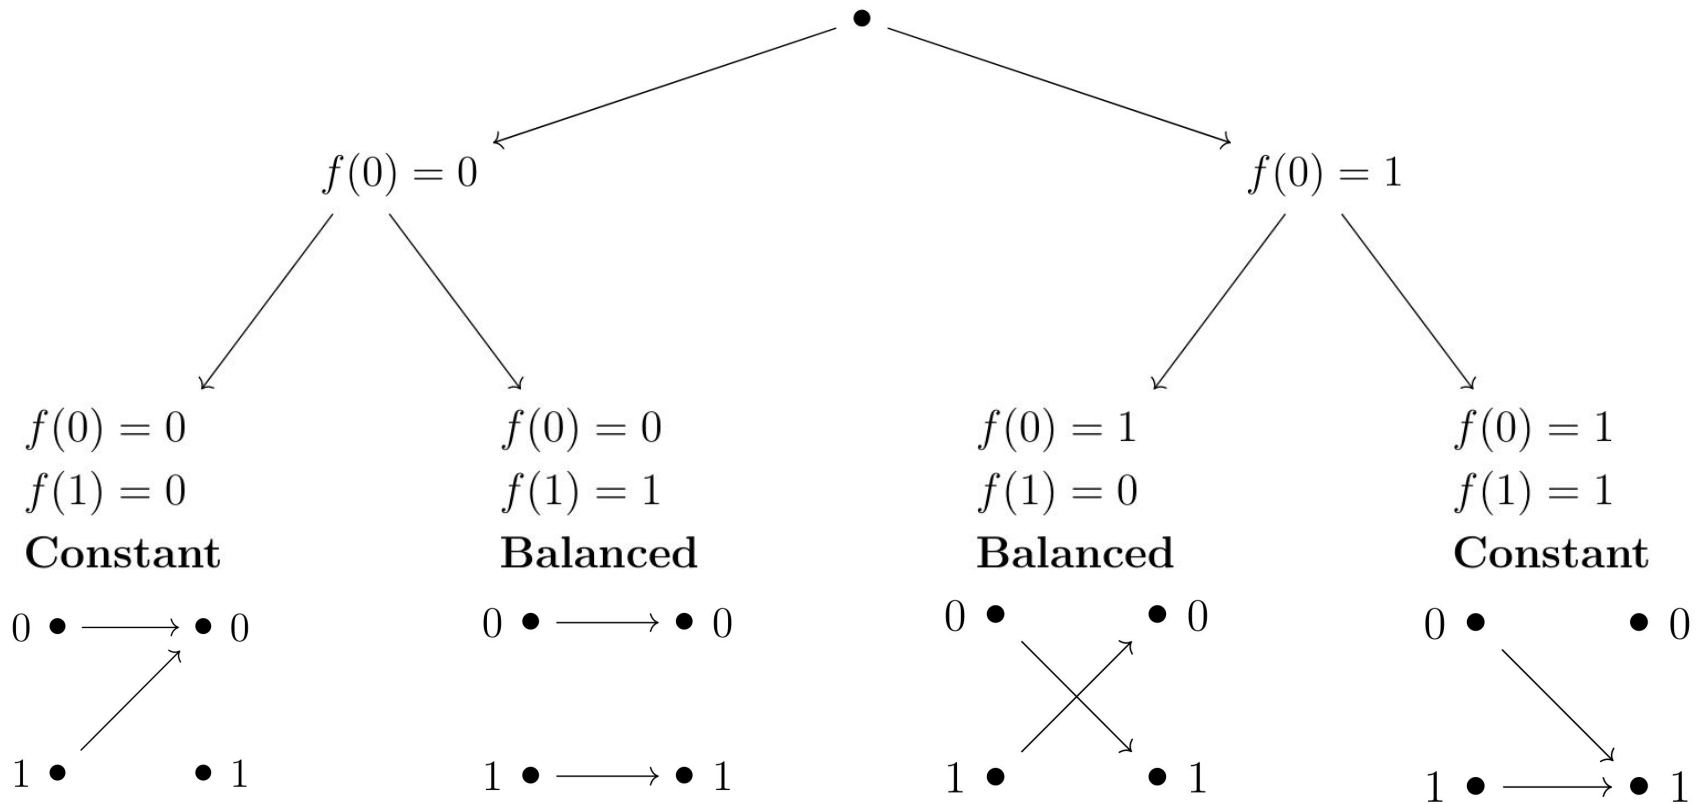 f(0) = 0
f(0) = 1
f(0) = 0
f(1) = 0
Constant
f(0) = 0
f(1) = 1
Balanced
f(0) = 1
f(1) = 0
Balanced
f(0) = 1
f(1) = 1
Constant
0 0
1 1
0 0
1 1
0 0
1 1
0 0
1 1